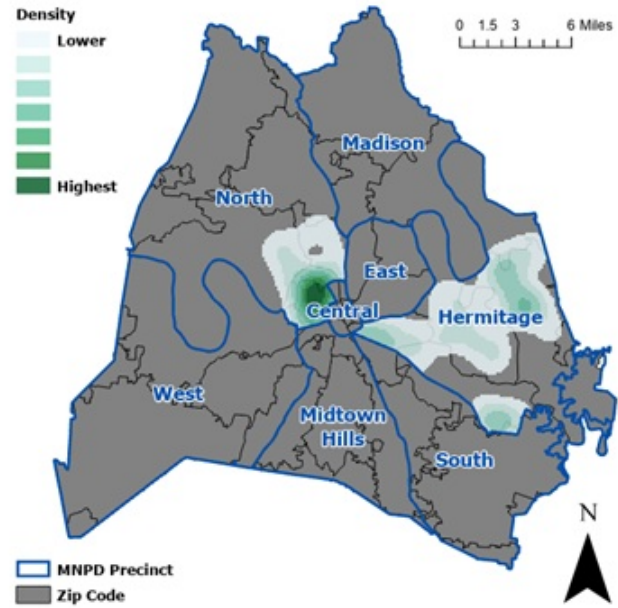 Density
Lower
Highest
0 1.5 3 6 Miles
Madison
North
East
Central
Hermitage
West
Midtown
Hills
South
N
MNPD Precinct
Zip Code